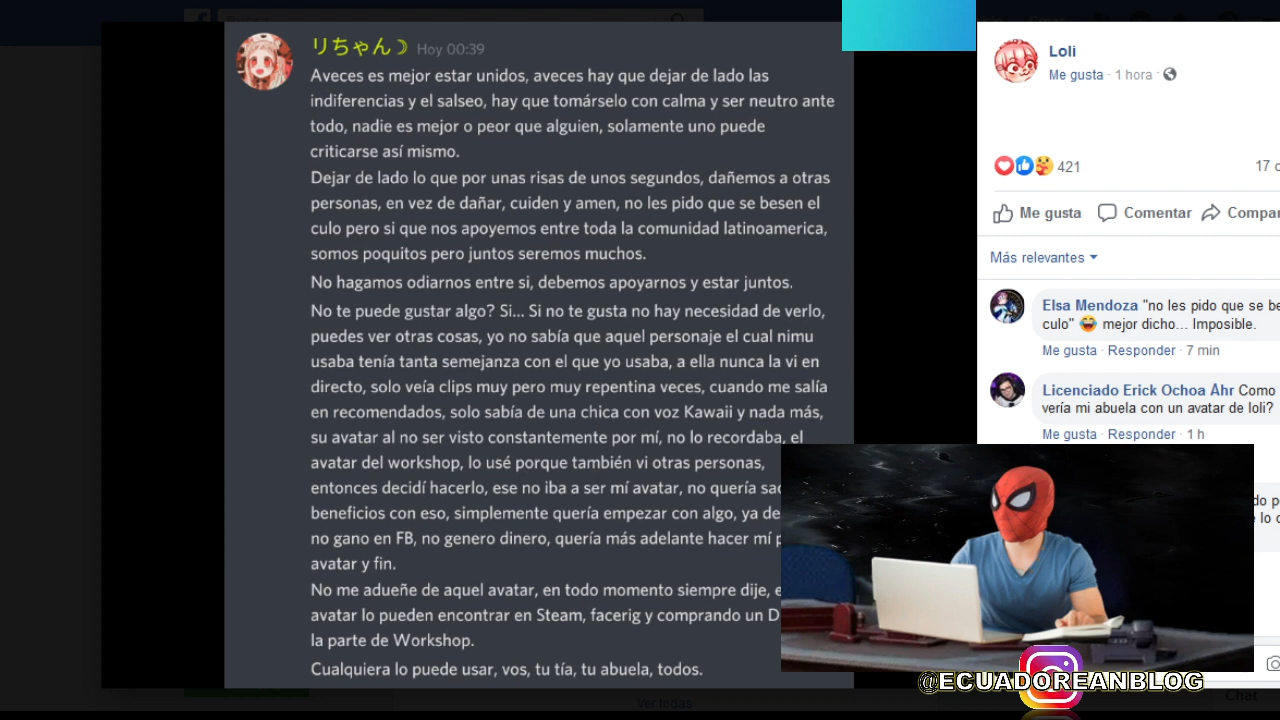 リちゃん☽ Hoy 00:39
Aveces es mejor estar unidos, aveces hay que dejar de lado las
indiferencias y el salseo, hay que tomárselo con calma y ser neutro ante
todo, nadie es mejor o peor que alguien, solamente uno puede
criticarse así mismo.
Dejar de lado lo que por unas risas de unos segundos, dañemos a otras
personas, en vez de dañar, cuiden y amen, no les pido que se besen el
culo pero si que nos apoyemos entre toda la comunidad latinoamerica,
somos poquitos pero juntos seremos muchos.
No hagamos odiarnos entre si, debemos apoyarnos y estar juntos.
No te puede gustar algo? Si... Si no te gusta no hay necesidad de verlo,
puedes ver otras cosas, yo no sabía que aquel personaje el cual nimu
usaba tenía tanta semejanza con el que yo usaba, a ella nunca la vi en
directo, solo veía clips muy pero muy repentina veces, cuando me salía
en recomendados, solo sabía de una chica con voz Kawaii y nada más,
su avatar al no ser visto constantemente por mí, no lo recordaba, el
avatar del workshop, lo usé porque también vi otras personas,
entonces decidí hacerlo, ese no iba a ser mí avatar, no quería sac
beneficios con eso, simplemente quería empezar con algo, ya de
no gano en FB, no genero dinero, quería más adelante hacer mí p
avatar y fin.
No me adueñe de aquel avatar, en todo momento siempre dije, e
avatar lo pueden encontrar en Steam, facerig y comprando un D
la parte de Workshop.
Cualquiera lo puede usar, vos, tu tía, tu abuela, todos.
Loli
Me gusta · 1 hora ·
421
17 c
Me gusta Comentar Compar
Más relevantes
Elsa Mendoza "no les pido que se be
culo" 😂 mejor dicho... Imposible.
Me gusta · Responder · 7 min
Licenciado Erick Ochoa Ahr Como
vería mi abuela con un avatar de loli?
Me gusta · Responder · 1 h
do p
lo c
@ECUADOREANBLOG
Ver todas
Chat